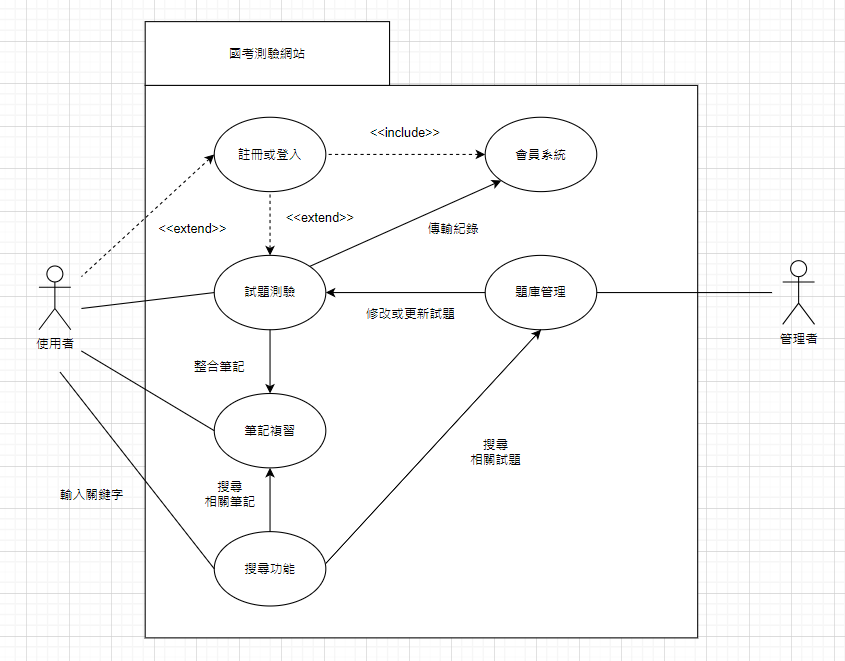 國考測驗網站
註冊或登入
<<include>>
會員系統
<<extend>>
<<extend>>
傳輸紀錄
試題測驗
題庫管理
修改或更新試題
使用者
管理者
整合筆記
筆記複習
搜尋
相關試題
搜尋
相關筆記
輸入關鍵字
搜尋功能